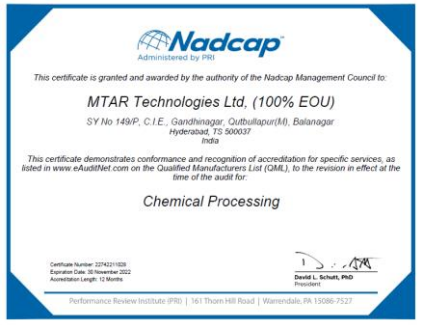 Nadcap
Administered by PRI
This certificate is granted and awarded by the authority of the Nadcap Management Council to:
MTAR Technologies Ltd, (100% EOU)
SY No 149/P, C.I.E., Gandhinagar, Qutbullapur(M), Balanagar
Hyderabad, TS 500037
India
This certificate demonstrates conformance and recognition of accreditation for specific services, as
listed in www.eAuditNet.com on the Qualified Manufacturers List (QML), to the revision in effect at the
time of the audit for:
Chemical Processing
Certificate Number: 22742211828
Expiration Date: 30 November 2022
Accreditation Length: 12 Months
David L. Schutt, PhD
President
Performance Review Institute (PRI) | 161 Thorn Hill Road | Warrendale, PA 15086-7527